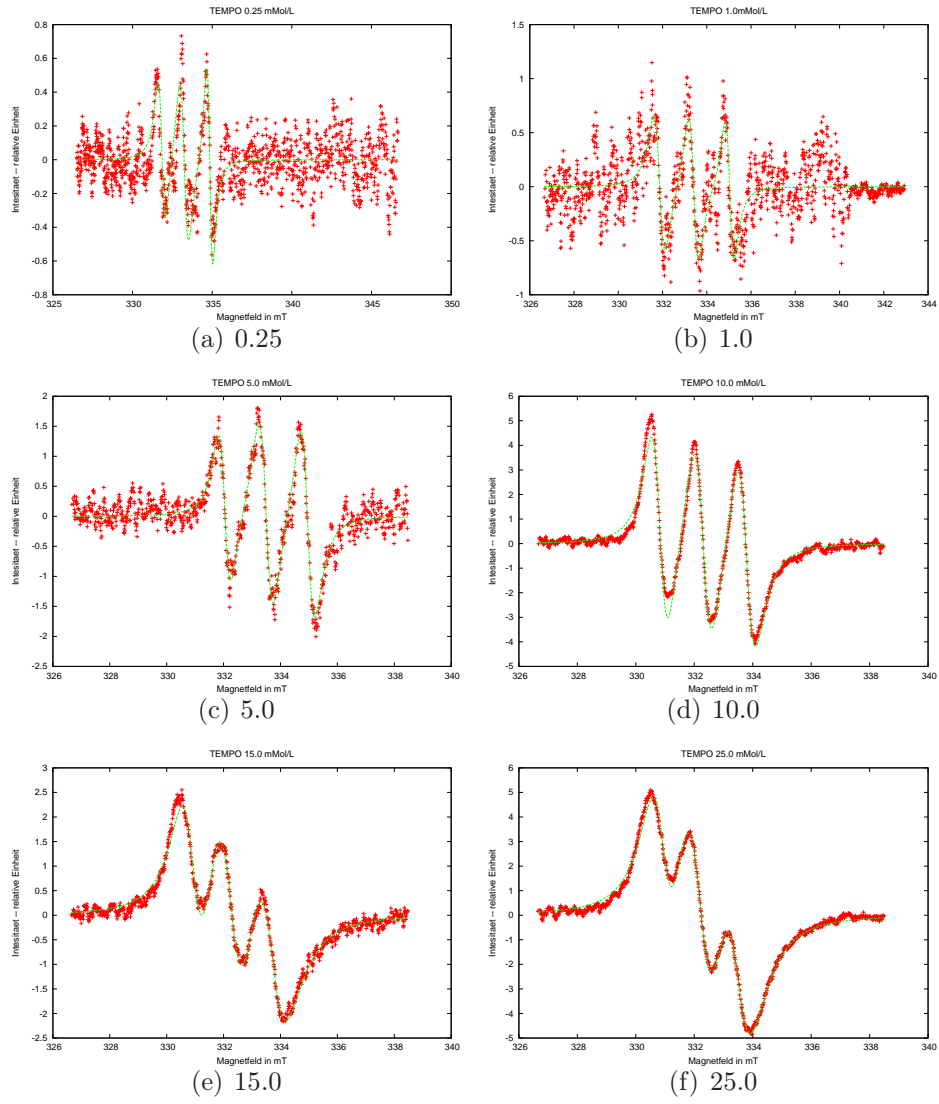 TEMPO 0.25 mMol/L
Intesitaet -- relative Einheit
0.8
0.6
0.4
0.2
0
-0.2
-0.4
-0.6
0.8
325 330 335 340 345 350
Magnetfeld in mT
(a) 0.25
TEMPO 1.0mMol/L
Intesitaet -- relative Einheit
1.5
1
0.5
0
-0.5
-1
326 328 330 332 334 336 338 340 342 344
Magnetfeld in mT
(b) 1.0
TEMPO 5.0 mMol/L
Intesitaet -- relative Einheit
2
1.5
1
0.5
0
-0.5
-1
-1.5
-2
-2.5
326 328 330 332 334 336 338 340
Magnetfeld in mT
(c) 5.0
TEMPO 10.0 mMol/L
Intesitaet -- relative Einheit
6
5
4
3
2
1
0
-1
-2
-3
-4
-5
326 328 330 332 334 336 338 340
Magnetfeld in mT
(d) 10.0
TEMPO 15.0 mMol/L
Intesitaet -- relative Einheit
3
2.5
2
1.5
1
0.5
0
-0.5
-1
-1.5
-2
-2.5
326 328 330 332 334 336 338 340
Magnetfeld in mT
(e) 15.0
TEMPO 25.0 mMol/L
Intesitaet -- relative Einheit
6
5
4
3
2
1
0
-1
-2
-3
-4
-5
326 328 330 332 334 336 338 340
Magnetfeld in mT
(f) 25.0